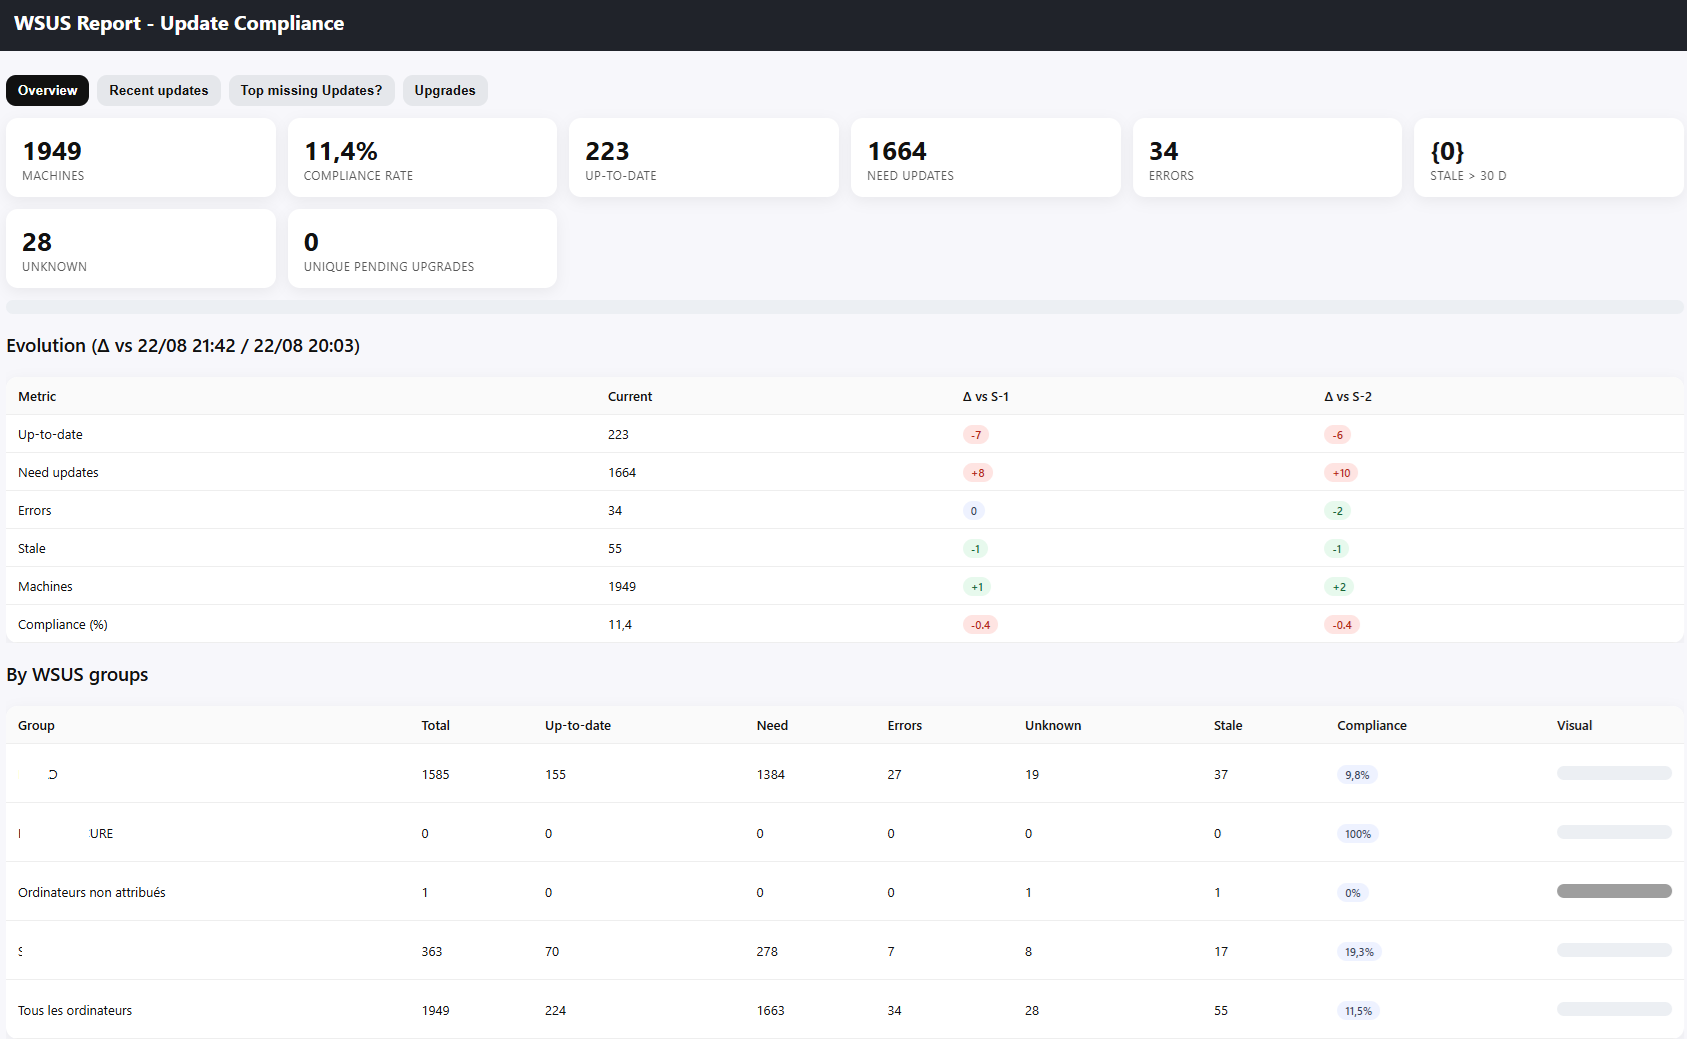 WSUS Report - Update Compliance
Overview Recent updates Top missing Updates? Upgrades
1949 11,4% 223 1664 34 {0}
MACHINES COMPLIANCE RATE UP-TO-DATE NEED UPDATES ERRORS STALE > 30 D
28 0
UNKNOWN UNIQUE PENDING UPGRADES
Evolution (Δ vs 22/08 21:42 / 22/08 20:03)
Metric Current Δ vs S-1 Δ vs S-2
Up-to-date 223 -7 -6
Need updates 1664 +8 +10
Errors 34 0 -2
Stale 55 -1 -1
Machines 1949 +1 +2
Compliance (%) 11,4 -0.4 -0.4
By WSUS groups
Group Total Up-to-date Need Errors Unknown Stale Compliance Visual
1585 155 1384 27 19 37 9,8%
URE 0 0 0 0 0 0 100%
Ordinateurs non attribués 1 0 0 0 1 1 0%
363 70 278 7 8 17 19,3%
Tous les ordinateurs 1949 224 1663 34 28 55 11,5%